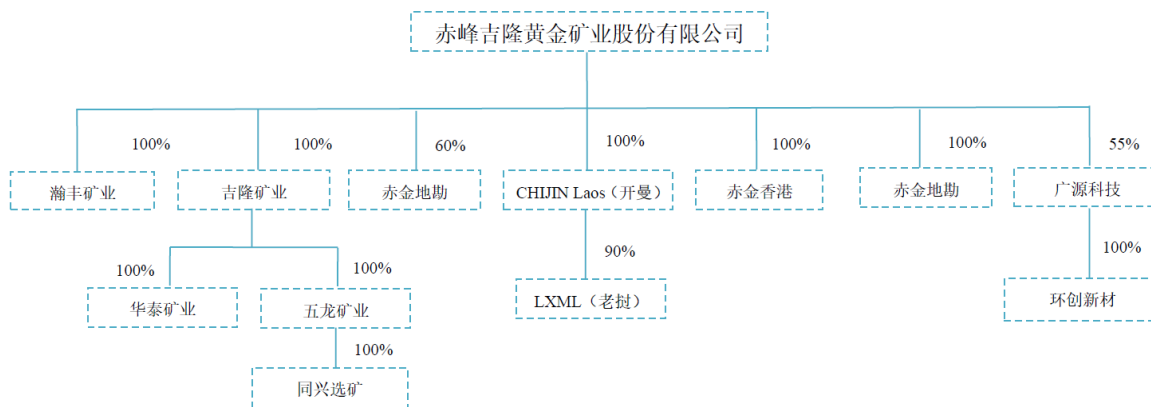 赤峰吉隆黄金矿业股份有限公司
100%
100%
60%
100%
100%
100%
55%
瀚丰矿业
吉隆矿业
赤金地勘
CHIJIN Laos（开曼）
赤金香港
赤金地勘
广源科技
100%
100%
90%
100%
华泰矿业
五龙矿业
LXML（老挝）
环创新材
100%
同兴选矿